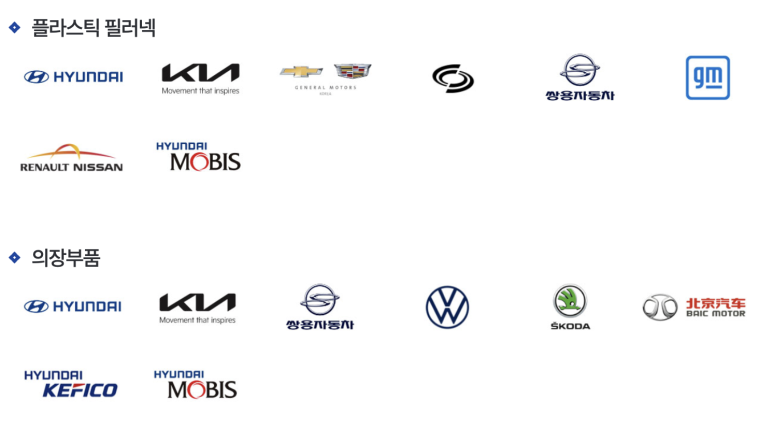 플라스틱 필러넥
HYUNDAI
KIA
Movement that inspires
GENERAL MOTORS
KOREA
쌍용자동차
gm
RENAULT NISSAN
HYUNDAI
MOBIS
의장부품
HYUNDAI
KIA
Movement that inspires
쌍용자동차
VW
ŠKODA
北京汽车
BAIC MOTOR
HYUNDAI
KEFICO
HYUNDAI
MOBIS